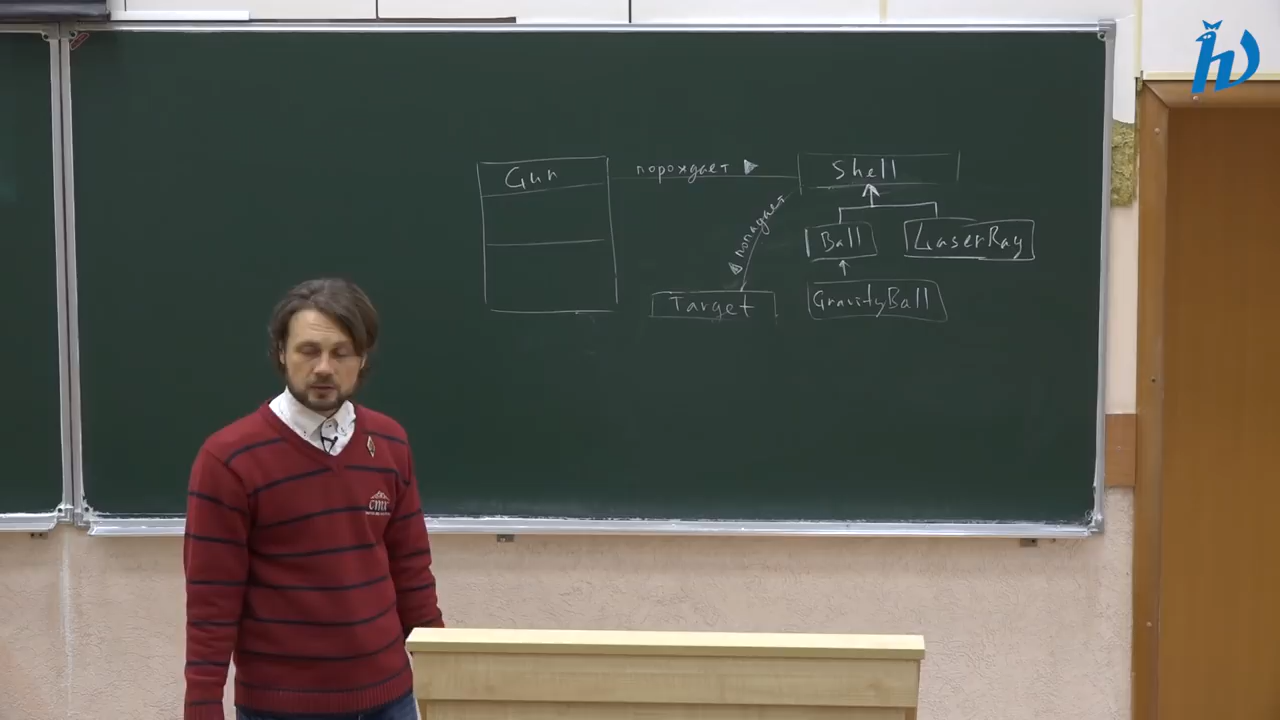 Gun
порождает
Shell
попадает
Ball
LaserRay
Target
GravityBall